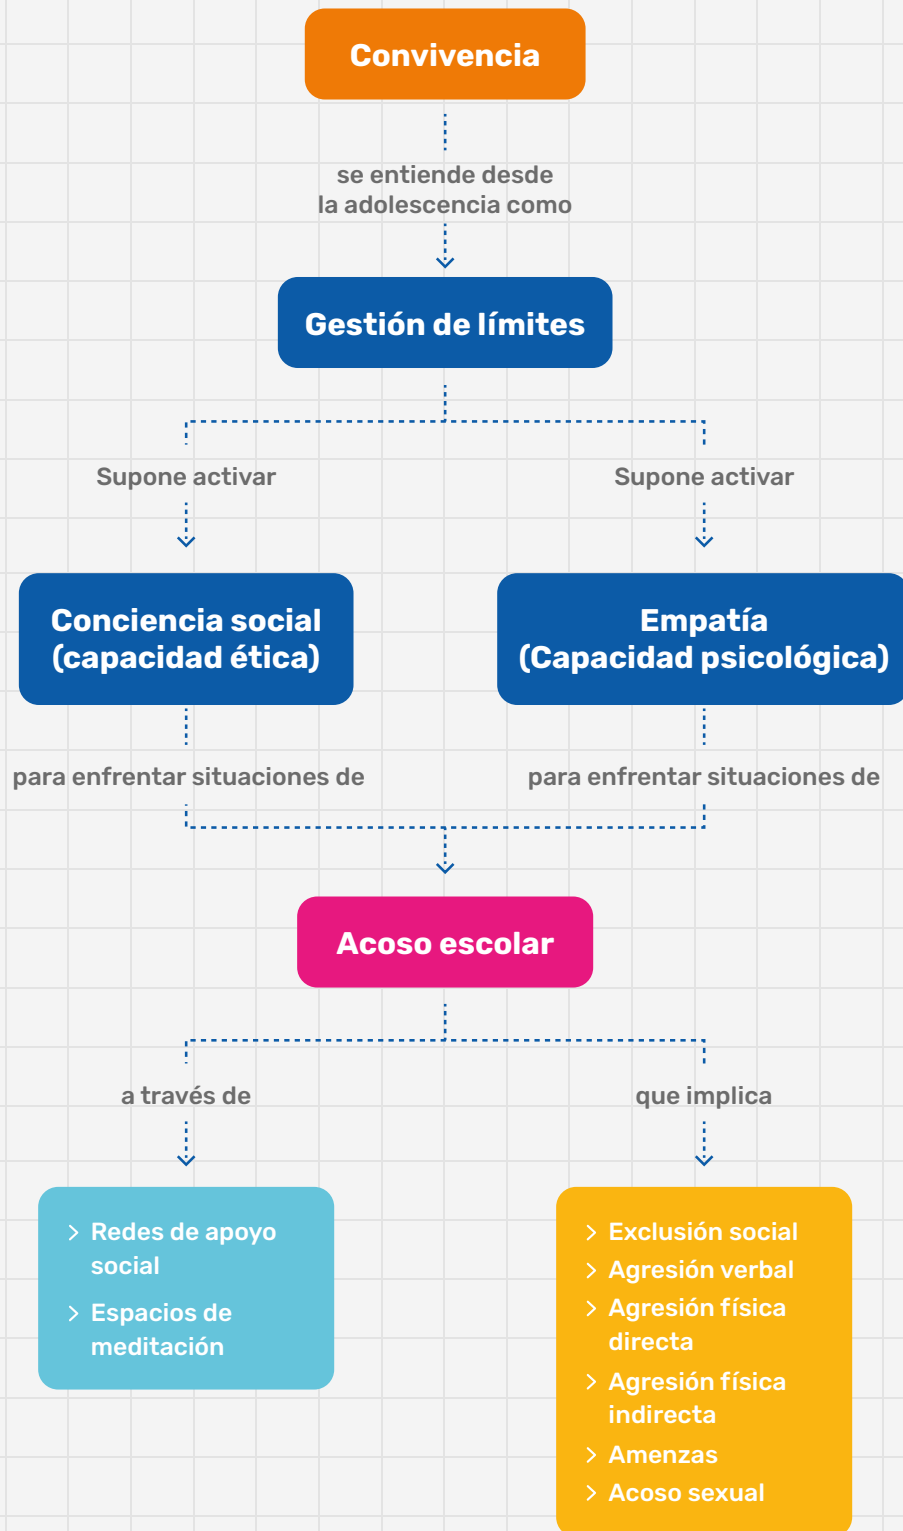 Convivencia
se entiende desde
la adolescencia como
Gestión de límites
Supone activar
Supone activar
Conciencia social
(capacidad ética)
Empatía
(Capacidad psicológica)
para enfrentar situaciones de
para enfrentar situaciones de
Acoso escolar
a través de
que implica
Redes de apoyo
social
Espacios de
meditación
Exclusión social
Agresión verbal
Agresión física
directa
Agresión física
indirecta
Amenzas
Acoso sexual